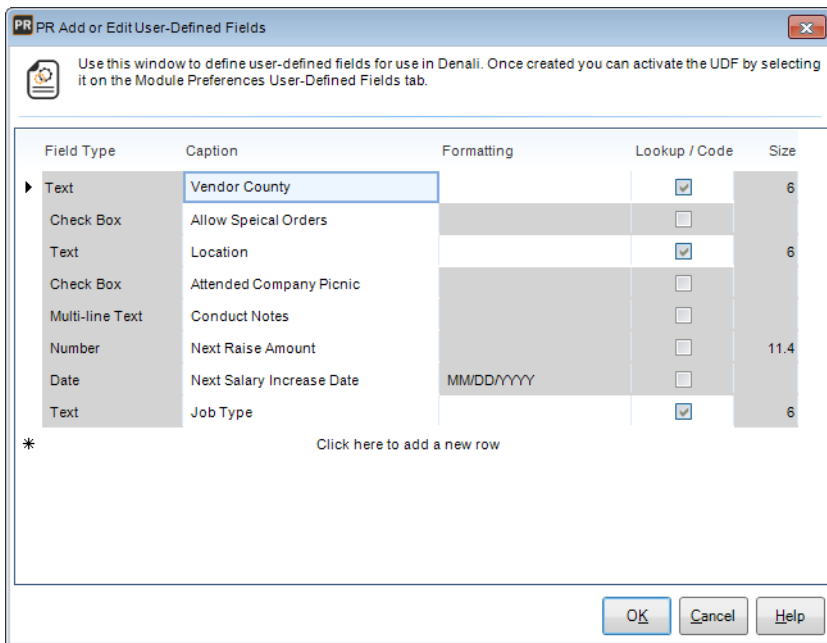 PR PR Add or Edit User-Defined Fields
Use this window to define user-defined fields for use in Denali. Once created you can activate the UDF by selecting
it on the Module Preferences User-Defined Fields tab.
Field Type Caption Formatting Lookup / Code Size
Text Vendor County 6
Check Box Allow Speical Orders
Text Location 6
Check Box Attended Company Picnic
Multi-line Text Conduct Notes
Number Next Raise Amount 11.4
Date Next Salary Increase Date MM/DD/YYYY
Text Job Type 6
Click here to add a new row
OK Cancel Help